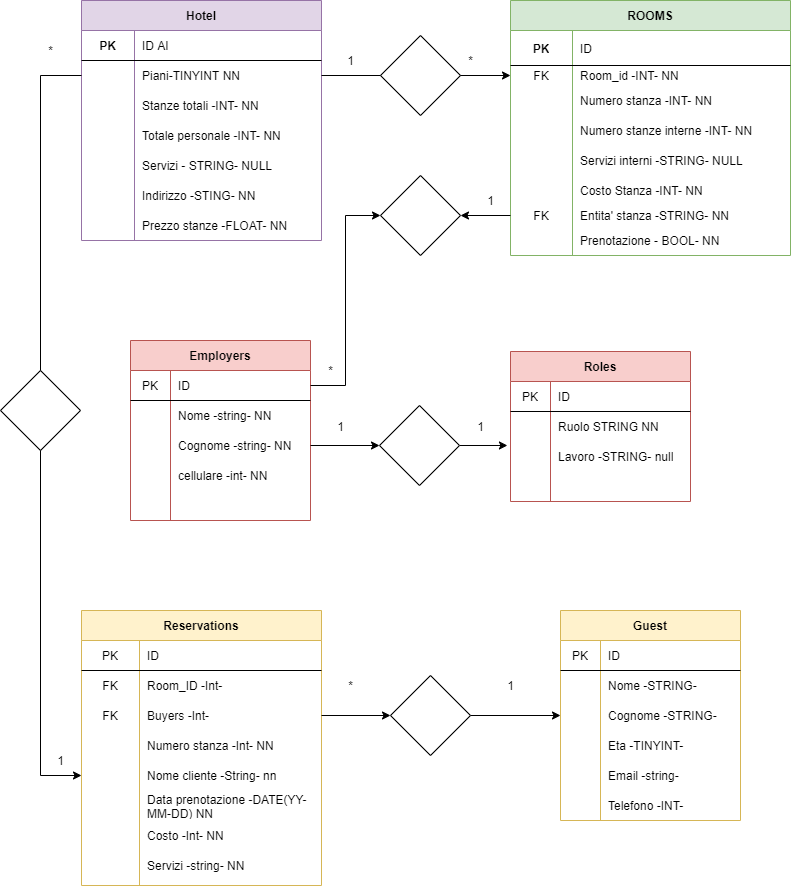 Hotel
PK ID AI
Piani-TINYINT NN
Stanze totali -INT- NN
Totale personale -INT- NN
Servizi - STRING- NULL
Indirizzo -STING- NN
Prezzo stanze -FLOAT- NN
*
1
*
ROOMS
PK ID
FK Room_id -INT- NN
Numero stanza -INT- NN
Numero stanze interne -INT- NN
Servizi interni -STRING- NULL
Costo Stanza -INT- NN
FK Entita' stanza -STRING- NN
Prenotazione - BOOL- NN
1
*
Employers
PK ID
Nome -string- NN
Cognome -string- NN
cellulare -int- NN
1
1
Roles
PK ID
Ruolo STRING NN
Lavoro -STRING- null
Reservations
PK ID
FK Room_ID -Int-
FK Buyers -Int-
Numero stanza -Int- NN
Nome cliente -String- nn
Data prenotazione -DATE(YY-
MM-DD) NN
Costo -Int- NN
Servizi -string- NN
1
*
1
Guest
PK ID
Nome -STRING-
Cognome -STRING-
Eta -TINYINT-
Email -string-
Telefono -INT-